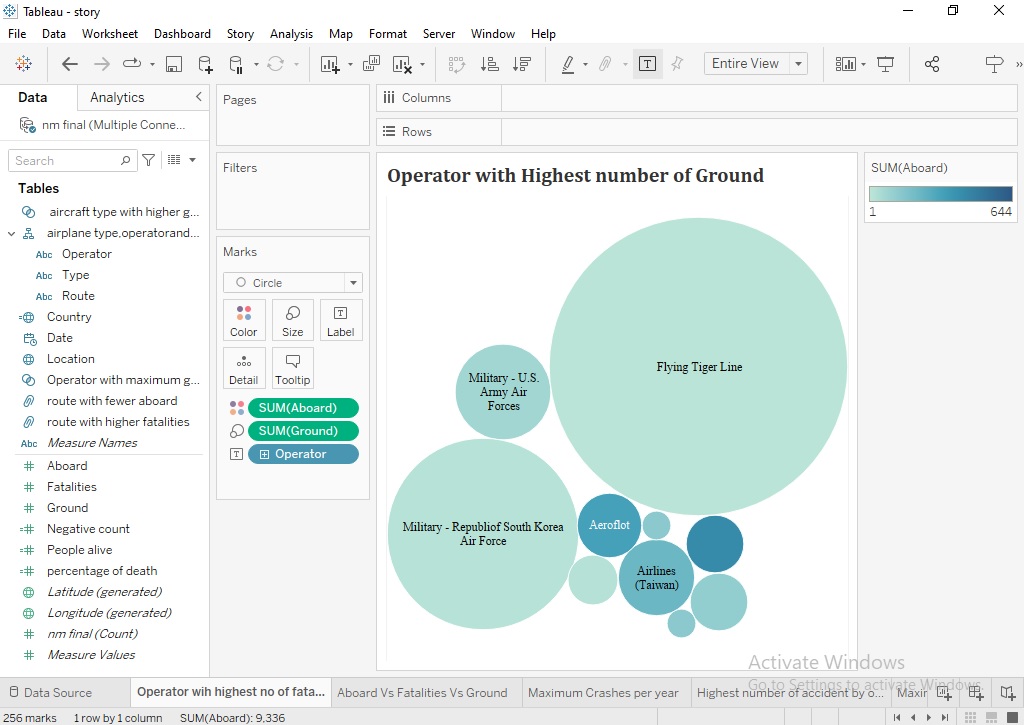 Tableau - story
File Data Worksheet Dashboard Story Analysis Map Format Server Window Help
Entire View
Data Analytics
nm final (Multiple Conne...
Search
Tables
aircraft type with higher g...
airplane type,operatorand...
Abc Operator
Abc Type
Abc Route
Country
Date
Location
Operator with maximum g...
route with fewer aboard
route with higher fatalities
Abc Measure Names
Aboard
Fatalities
Ground
Negative count
People alive
percentage of death
Latitude (generated)
Longitude (generated)
nm final (Count)
Measure Values
Pages
Filters
Marks
Circle
Color Size Label
Detail Tooltip
SUM(Aboard)
SUM(Ground)
Operator
Columns
Rows
Operator with Highest number of Ground
Flying Tiger Line
Military - U.S.
Army Air
Forces
Military - Republiof South Korea
Air Force
Aeroflot
Airlines
(Taiwan)
SUM(Aboard)
1 644
Activate Windows
Go to Settings to activate Windows.
Data Source Operator wih highest no of fata... Aboard Vs Fatalities Vs Ground Maximum Crashes per year Highest number of accident by o... Maxir
256 marks 1 row by 1 column SUM(Aboard): 9,336